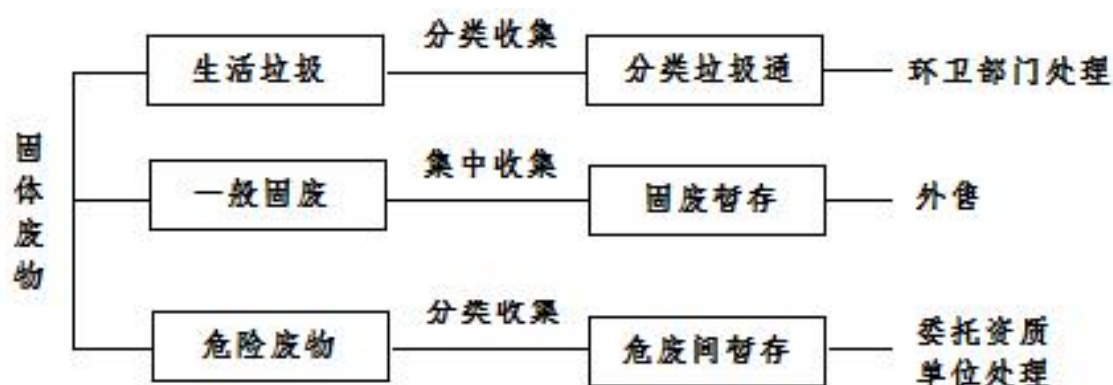 固体废物
生活垃圾
分类收集
分类垃圾通
环卫部门处理
一般固废
集中收集
固废暂存
外售
危险废物
分类收集
危废间暂存
委托资质
单位处理